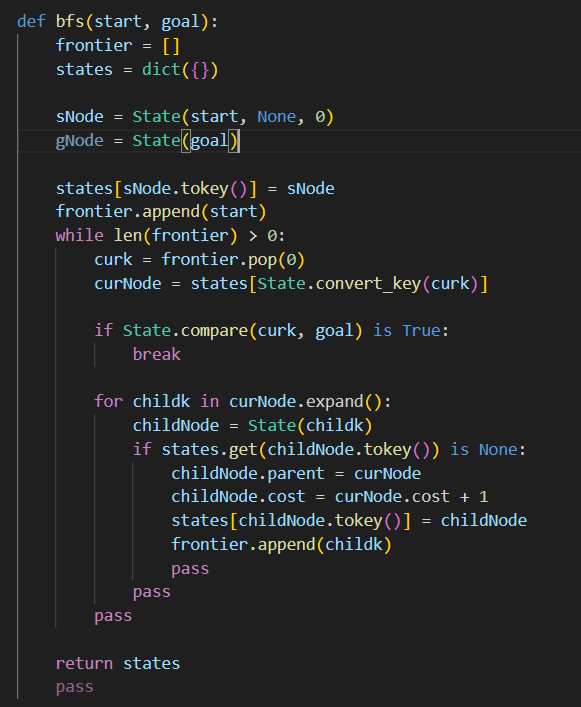 def bfs(start, goal):
    frontier = []
    states = dict({})
    sNode = State(start, None, 0)
    gNode = State(goal)
    states[sNode.tokey()] = sNode
    frontier.append(start)
    while len(frontier) > 0:
        curk = frontier.pop(0)
        curNode = states[State.convert_key(curk)]
        if State.compare(curk, goal) is True:
            break
        for childk in curNode.expand():
            childNode = State(childk)
            if states.get(childNode.tokey()) is None:
                childNode.parent = curNode
                childNode.cost = curNode.cost + 1
                states[childNode.tokey()] = childNode
                frontier.append(childk)
                pass
            pass
        pass
    return states
    pass